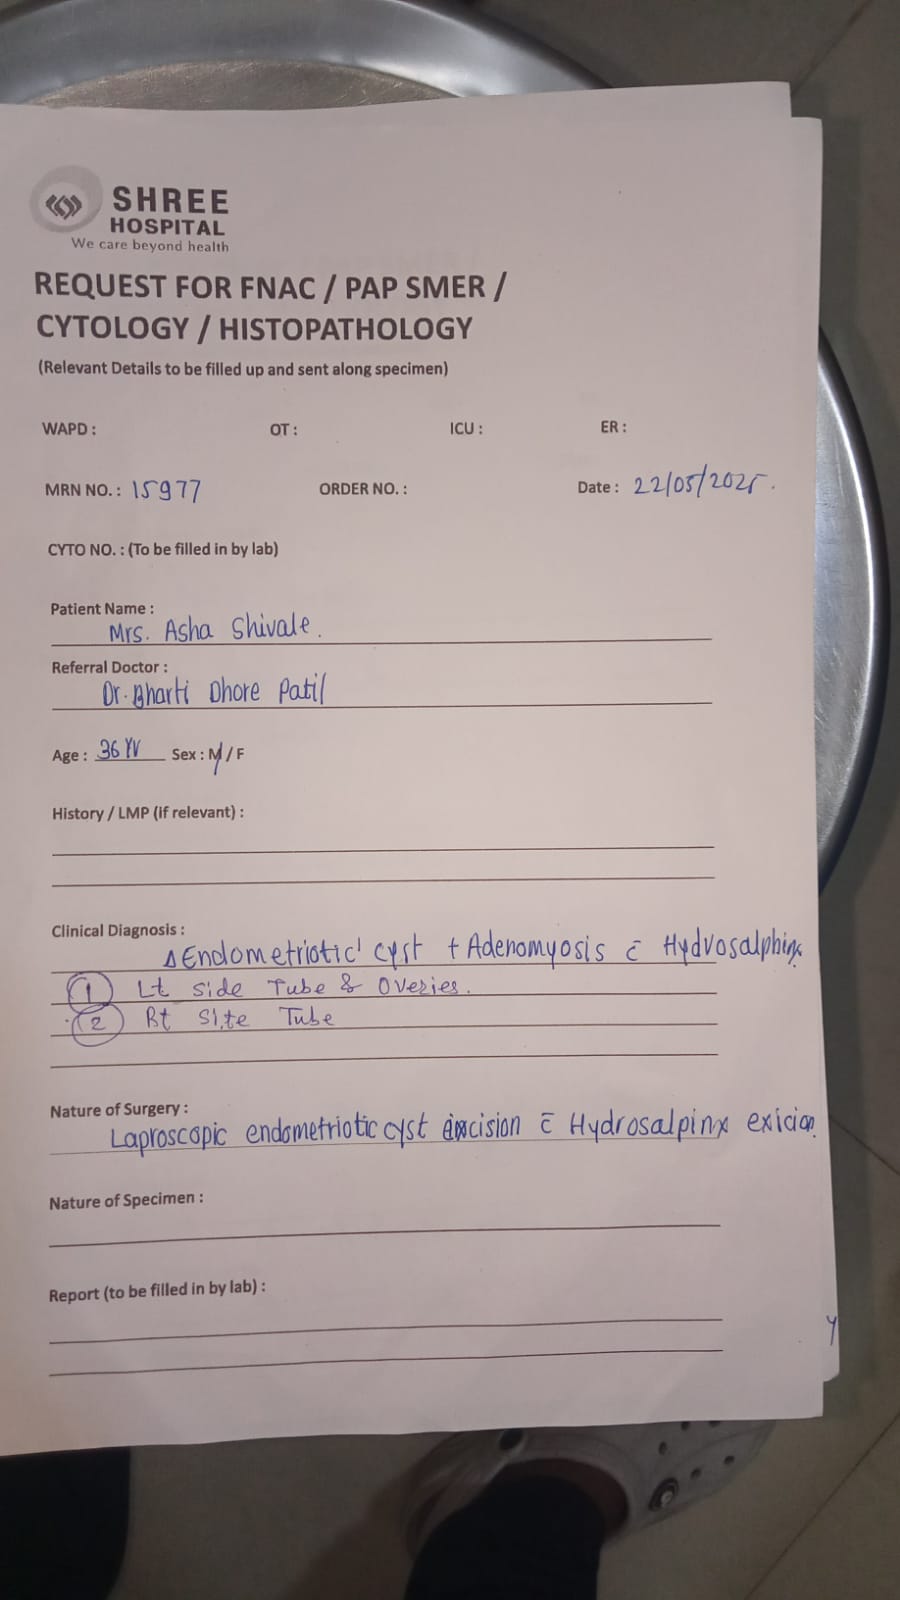 SHREE
HOSPITAL
We care beyond health
REQUEST FOR FNAC / PAP SMER /
CYTOLOGY / HISTOPATHOLOGY
(Relevant Details to be filled up and sent along specimen)
WAPD : OT : ICU : ER :
MRN NO. : 15977 ORDER NO. : Date : 22/05/2025.
CYTO NO. : (To be filled in by lab)
Patient Name :
Mrs. Asha Shivale.
Referral Doctor :
Dr. Bharti Dhore Patil
Age : 36 Yr Sex : M / F
History / LMP (if relevant) :
Clinical Diagnosis :
Δ Endometriotic cyst + Adenomyosis c̄ Hydrosalphinx
1 Lt side Tube & Overies.
2 Rt Site Tube
Nature of Surgery :
Laproscopic endometriotic cyst c̄ Hydrosalpinx exicion
Nature of Specimen :
Report (to be filled in by lab) :